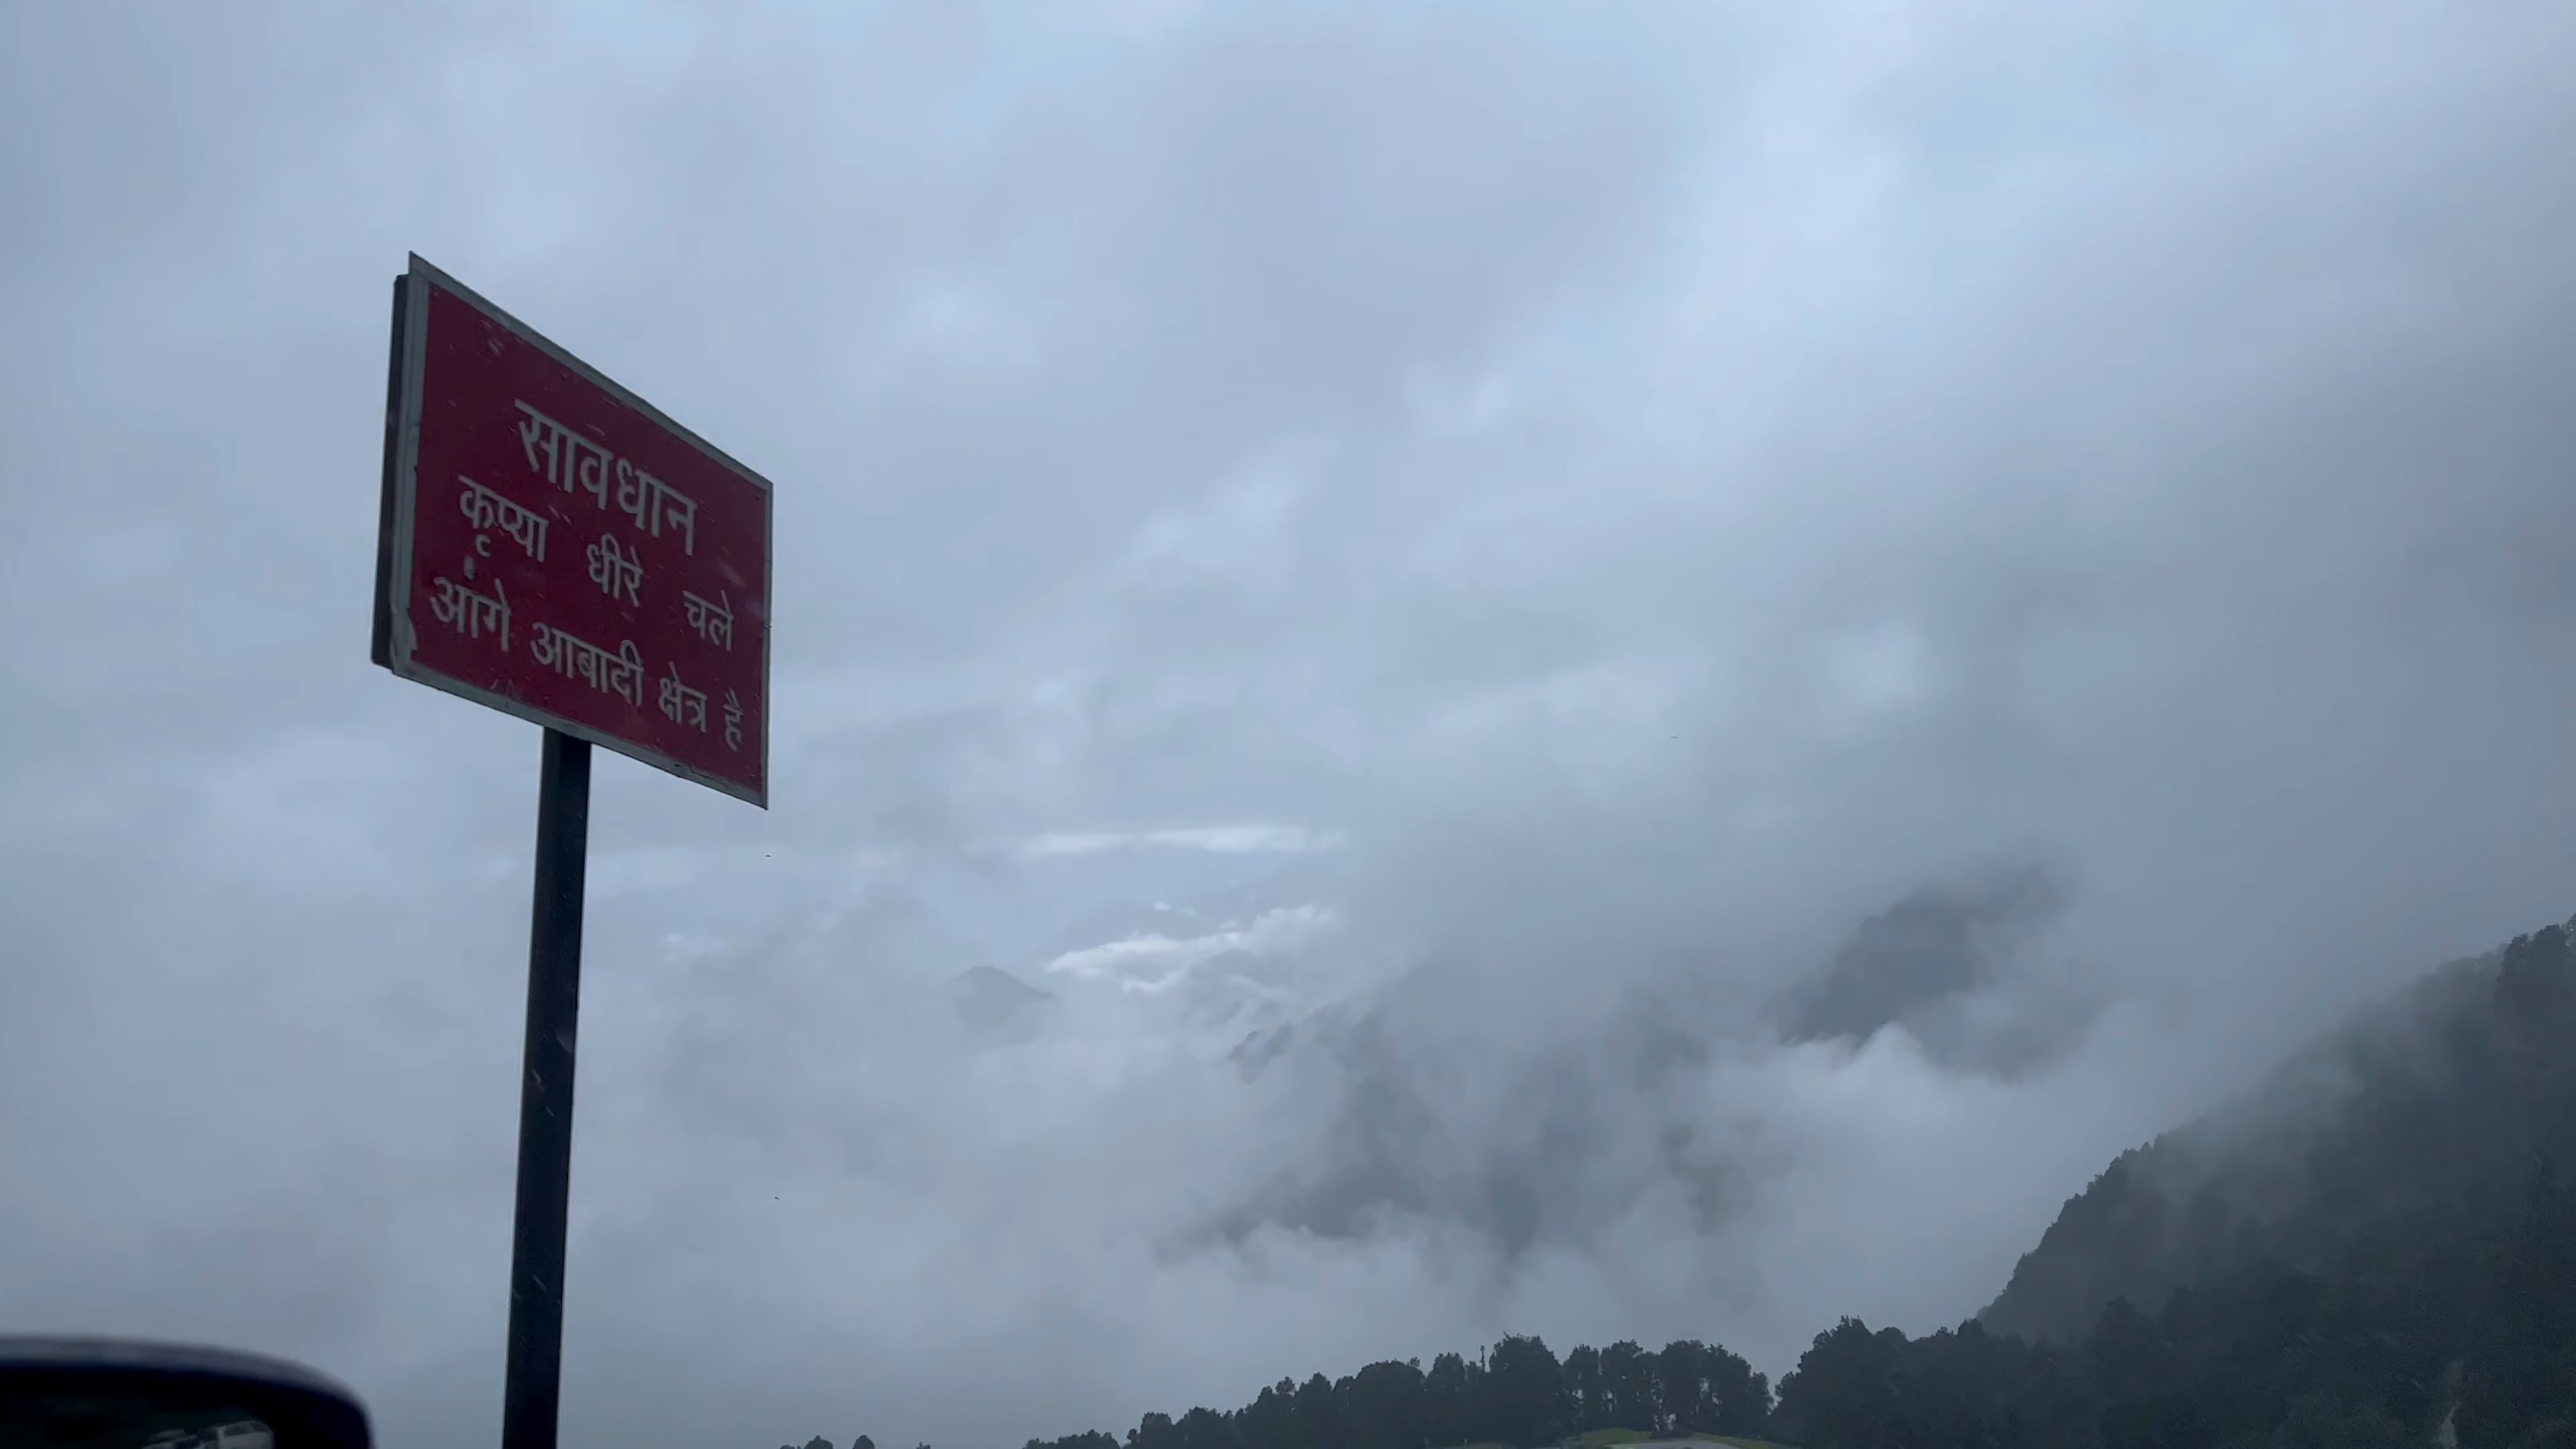 सावधान
कृप्या धीरे चले
आंगे आबादी क्षेत्र है